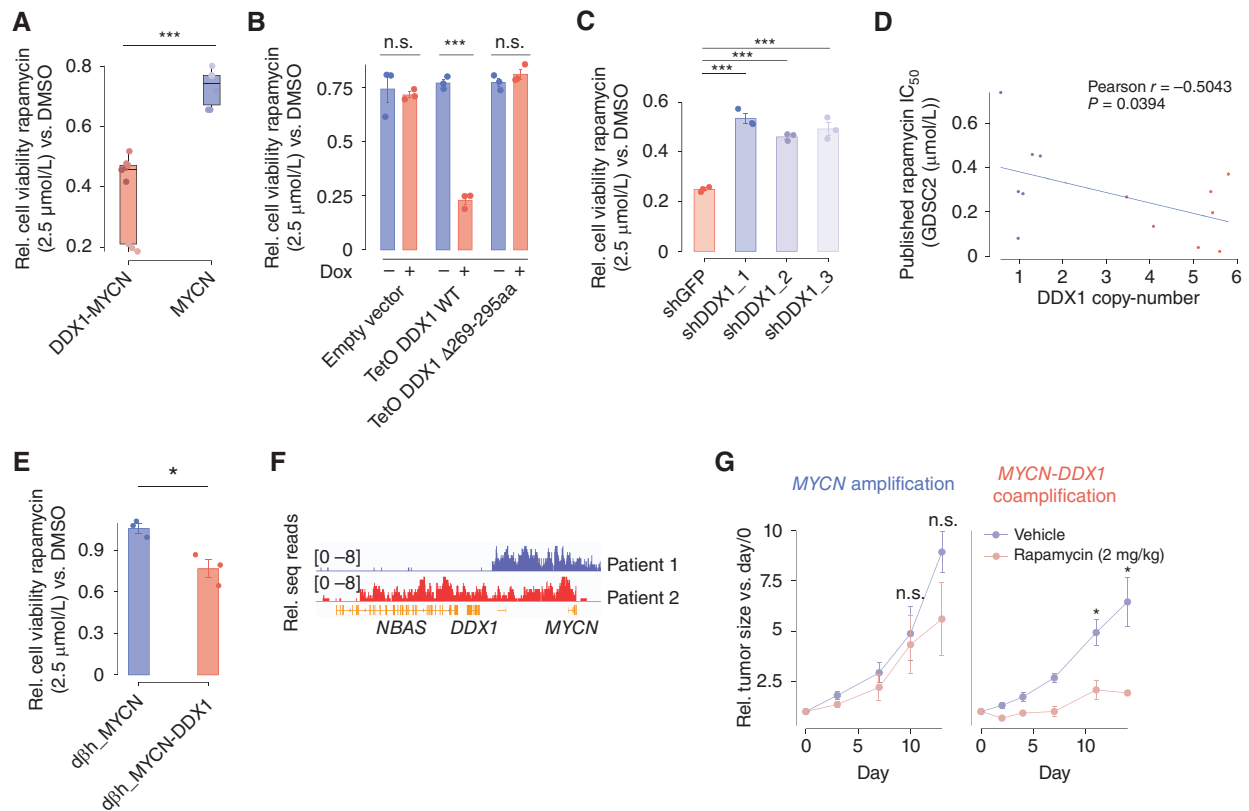 A
Rel. cell viability rapamycin
(2.5 μmol/L) vs. DMSO
***
0.8
0.6
0.4
0.2
DDX1-MYCN
MYCN
B
Rel. cell viability rapamycin
(2.5 μmol/L) vs. DMSO
n.s.
***
n.s.
0.75
0.5
0.25
0
Dox
– + – + – +
Empty vector
TetO DDX1 WT
TetO DDX1 Δ269-295aa
C
Rel. cell viability rapamycin
(2.5 μmol/L) vs. DMSO
***
***
***
0.6
0.4
0.2
0
shGFP
shDDX1_1
shDDX1_2
shDDX1_3
D
Published rapamycin IC50
(GDSC2 (μmol/L))
Pearson r = –0.5043
P = 0.0394
0.6
0.4
0.2
0
1 2 3 4 5 6
DDX1 copy-number
E
Rel. cell viability rapamycin
(2.5 μmol/L) vs. DMSO
*
0.9
0.6
0.3
0
dβh_MYCN
dβh_MYCN-DDX1
F
Rel. seq reads
[0 –8]
Patient 1
[0 –8]
Patient 2
NBAS DDX1 MYCN
G
MYCN amplification
MYCN-DDX1
coamplification
Rel. tumor size vs. day/0
10
7.5
5
2.5
n.s.
n.s.
Vehicle
Rapamycin (2 mg/kg)
*
*
0 5 10
Day
0 5 10
Day